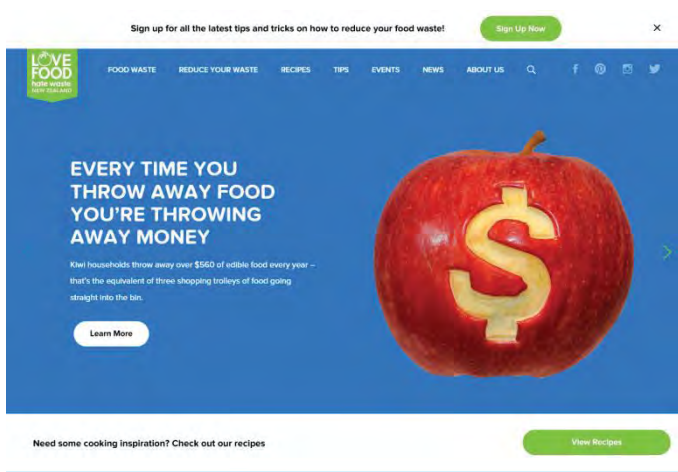 Sign up for all the latest tips and tricks on how to reduce your food waste!
Sign Up Now
LOVE
FOOD
hate waste
NEW ZEALAND
FOOD WASTE
REDUCE YOUR WASTE
RECIPES
TIPS
EVENTS
NEWS
ABOUT US
EVERY TIME YOU
THROW AWAY FOOD
YOU'RE THROWING
AWAY MONEY
Kiwi households throw away over $560 of edible food every year –
that's the equivalent of three shopping trolleys of food going
straight into the bin.
Learn More
$
Need some cooking inspiration? Check out our recipes
View Recipes